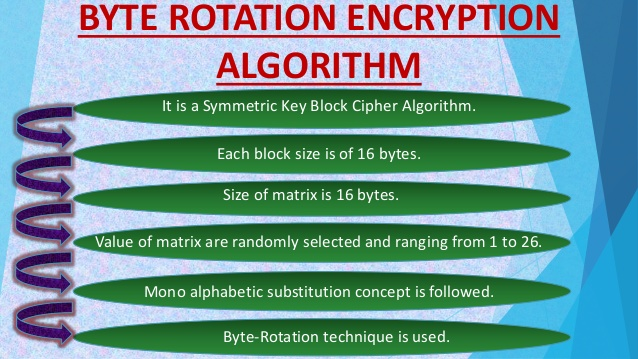 BYTE ROTATION ENCRYPTION
ALGORITHM
It is a Symmetric Key Block Cipher Algorithm.
Each block size is of 16 bytes.
Size of matrix is 16 bytes.
Value of matrix are randomly selected and ranging from 1 to 26.
Mono alphabetic substitution concept is followed.
Byte-Rotation technique is used.